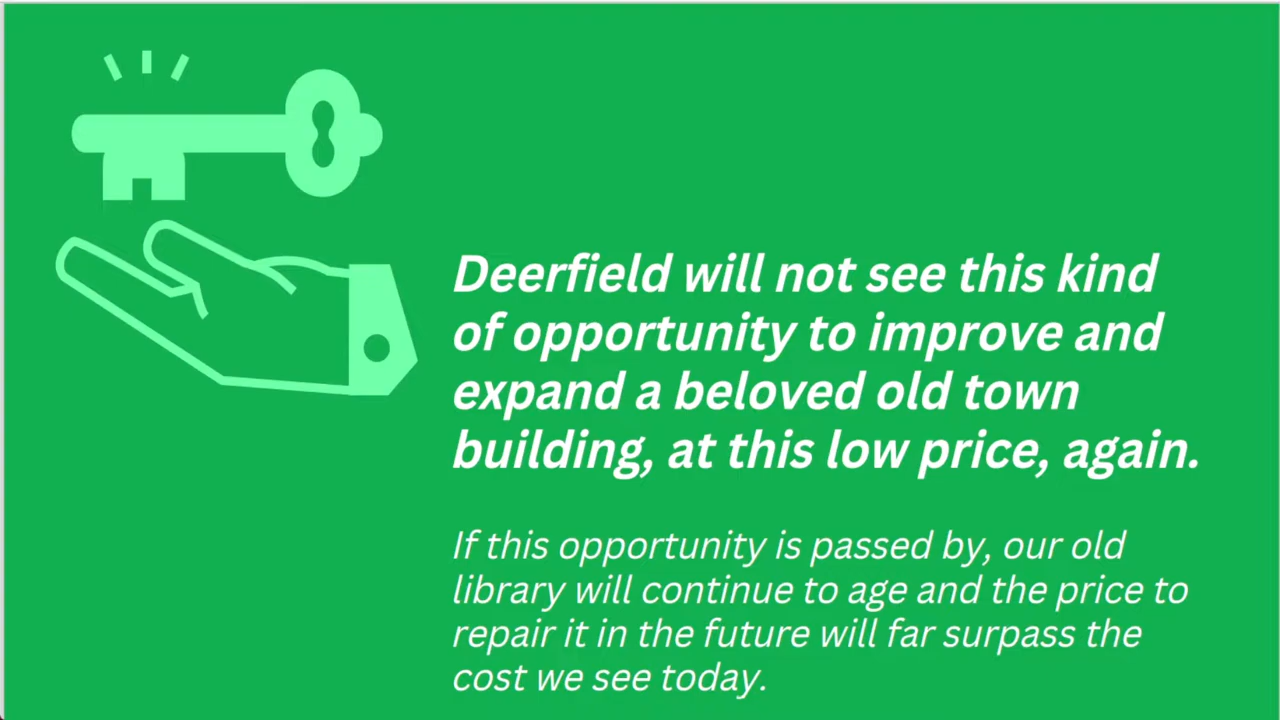 Deerfield will not see this kind
of opportunity to improve and
expand a beloved old town
building, at this low price, again.
If this opportunity is passed by, our old
library will continue to age and the price to
repair it in the future will far surpass the
cost we see today.